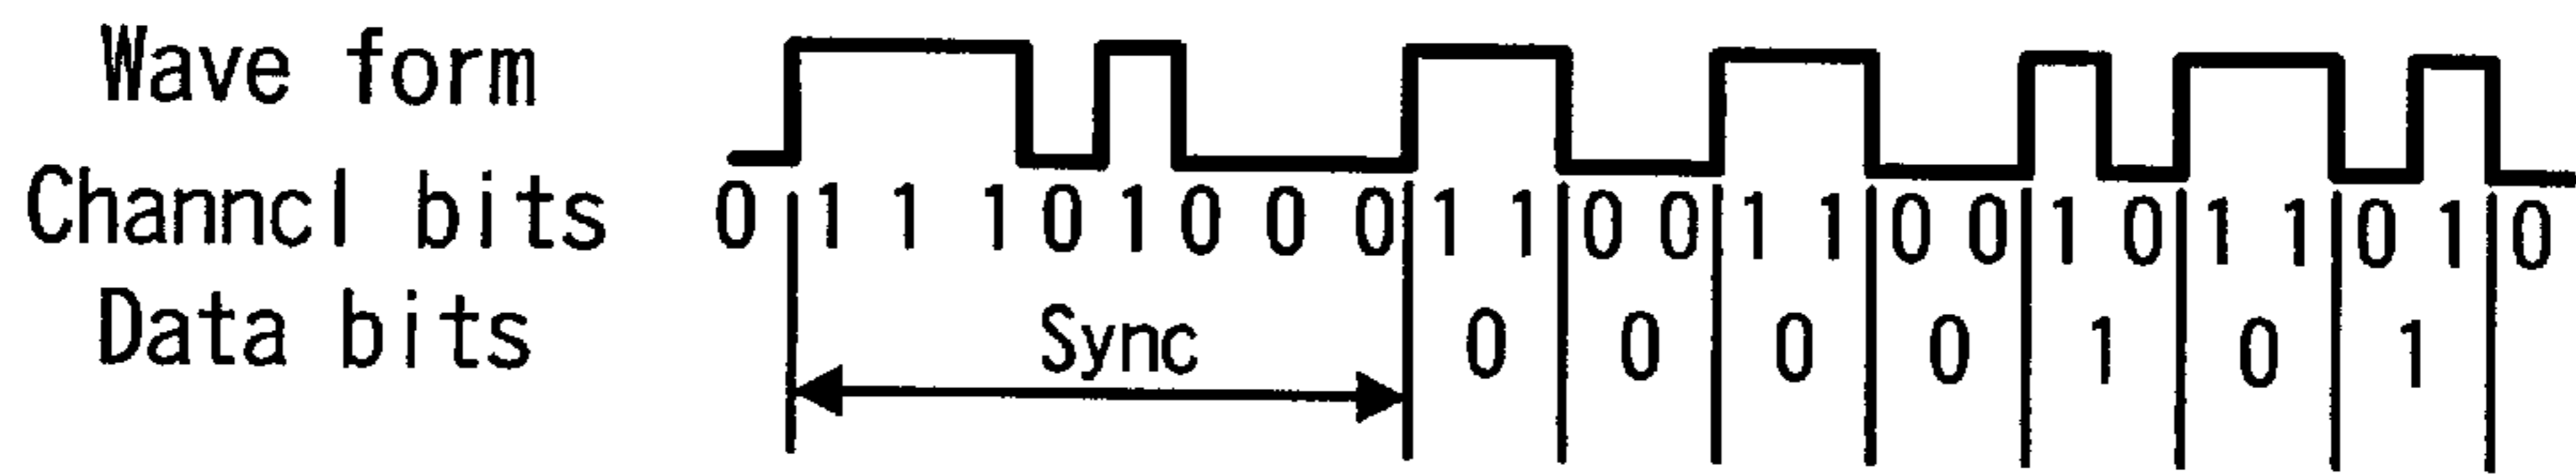 Wave form
Channcl bits 0 1 1 1 0 1 0 0 0 1 1 0 0 1 1 0 0 1 0 1 1 0 1 0
Data bits Sync 0 0 0 0 1 0 1